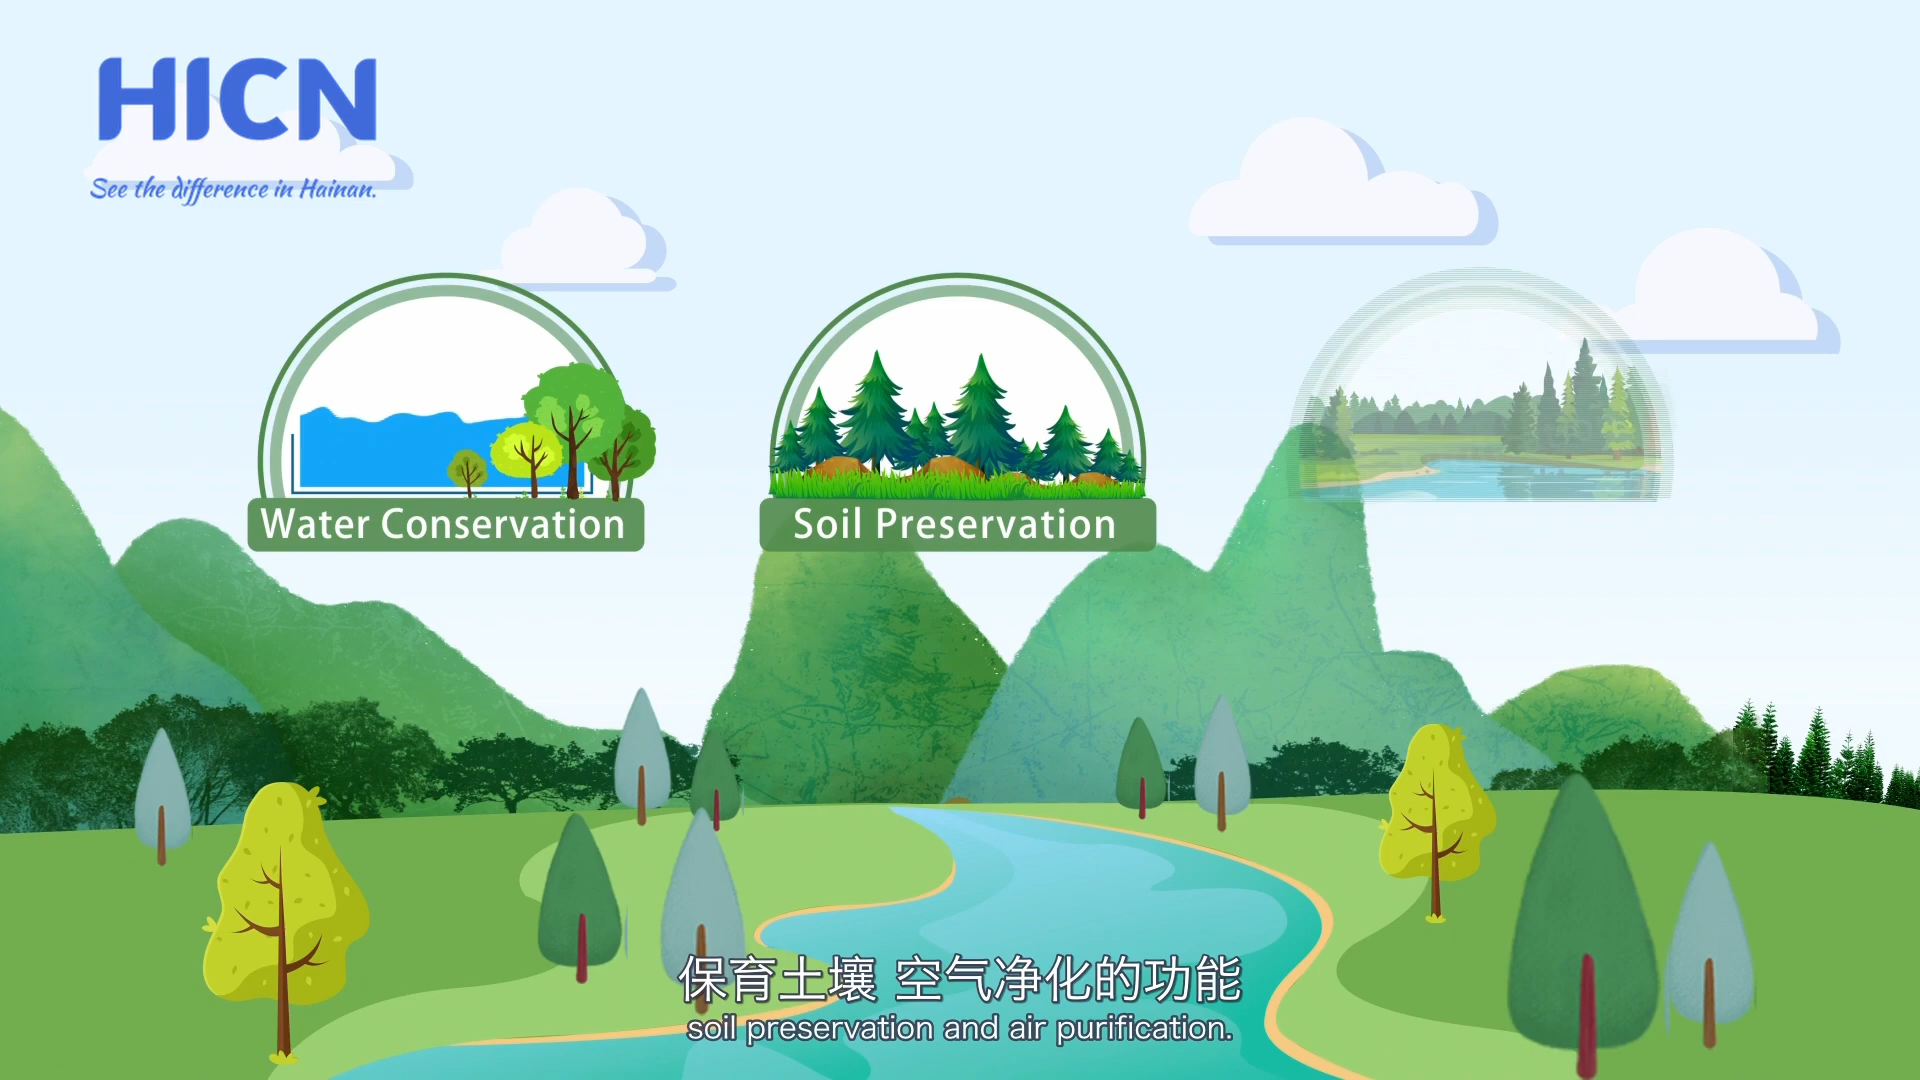 HICN
See the difference in Hainan.
Water Conservation
Soil Preservation
保育土壤 空气净化的功能
soil preservation and air purification.